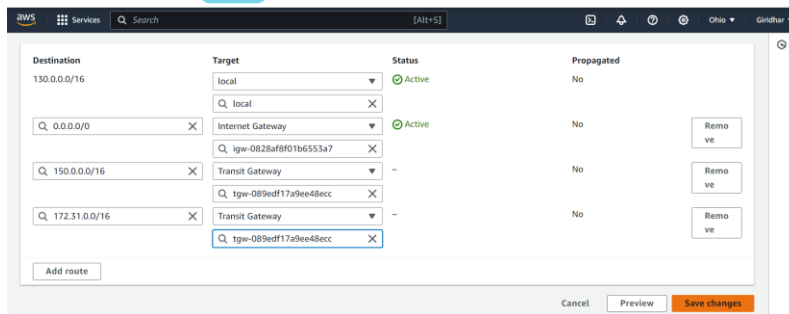 aws Services Search [Alt+S] Ohio Giridhar
Destination Target Status Propagated
130.0.0.0/16 local Active No
local
0.0.0.0/0 Internet Gateway Active No Remo
ve
igw-0828af8f01b6553a7
150.0.0.0/16 Transit Gateway – No Remo
ve
tgw-089edf17a9ee48ecc
172.31.0.0/16 Transit Gateway – No Remo
ve
tgw-089edf17a9ee48ecc
Add route
Cancel Preview Save changes